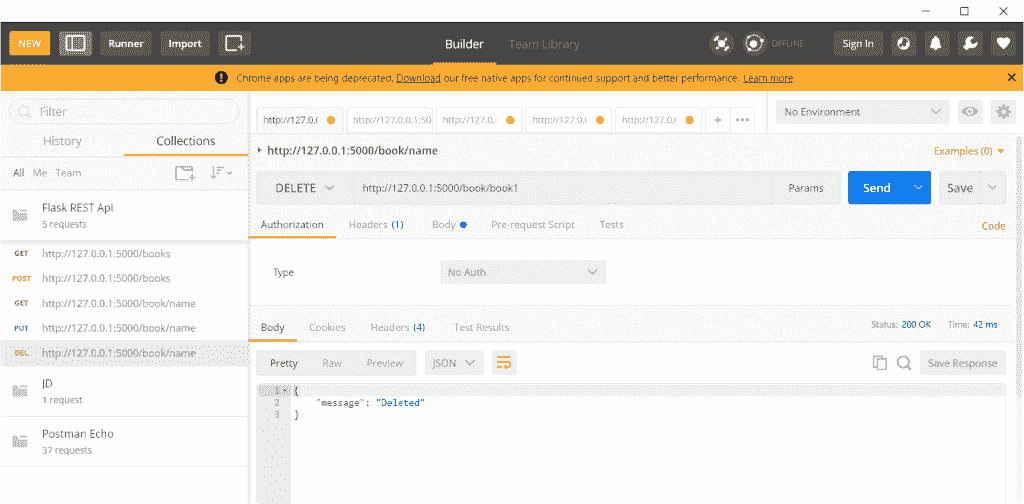 NEW Runner Import Builder Team Library OFFLINE Sign In
Chrome apps are being deprecated. Download our free native apps for continued support and better performance. Learn more
Filter
History Collections
All Me Team
Flask REST Api
5 requests
GET http://127.0.0.1:5000/books
POST http://127.0.0.1:5000/books
GET http://127.0.0.1:5000/book/name
PUT http://127.0.0.1:5000/book/name
DEL http://127.0.0.1:5000/book/name
JD
1 request
Postman Echo
37 requests
http://127.0.( http://127.0.0.1:50 http://127.0. http://127.0. http://127.0. + ••• No Environment
http://127.0.0.1:5000/book/name Examples (0)
DELETE http://127.0.0.1:5000/book/book1 Params Send Save
Authorization Headers (1) Body Pre-request Script Tests Code
Type No Auth
Body Cookies Headers (4) Test Results Status: 200 OK Time: 42 ms
Pretty Raw Preview JSON Save Response
1 {
2 "message": "Deleted"
3 }